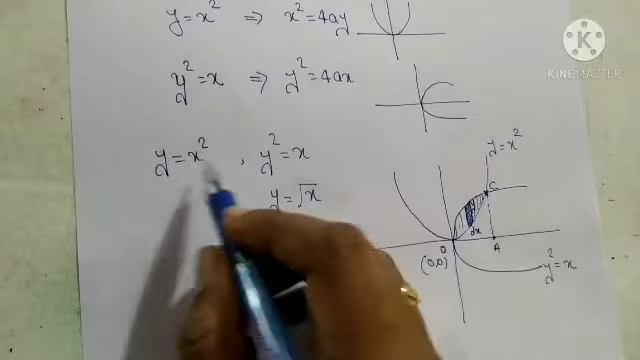 y = x² ⇒ x² = 4ay
y² = x ⇒ y² = 4ax
y = x² , y² = x
y = √x
y = x²
C
dx
O
A
(0,0)
y² = x
KINEMASTER